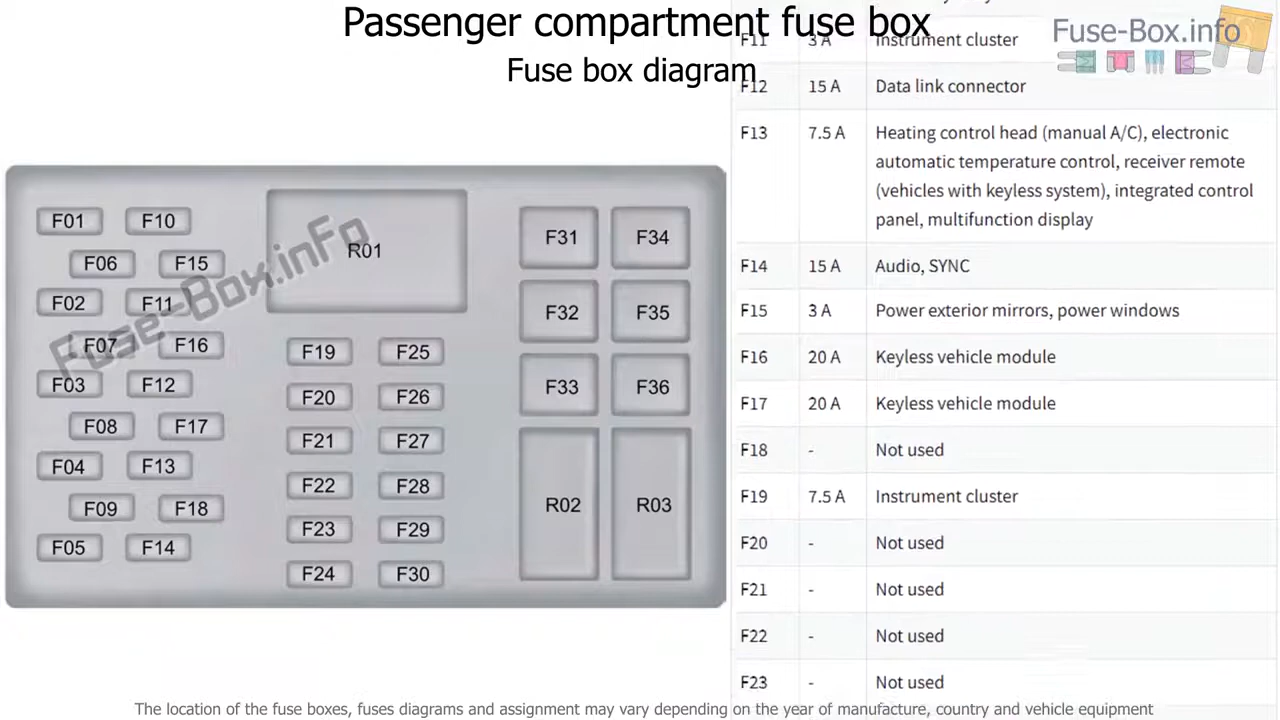 Passenger compartment fuse box
Fuse box diagram
Fuse-Box.info
F01 F10
F06 F15
F02 F11
F07 F16
F03 F12
F08 F17
F04 F13
F09 F18
F05 F14
R01
Fuse-Box.inFo
F19 F25
F20 F26
F21 F27
F22 F28
F23 F29
F24 F30
F31 F34
F32 F35
F33 F36
R02 R03
F11 3 A Instrument cluster
F12 15 A Data link connector
F13 7.5 A Heating control head (manual A/C), electronic
automatic temperature control, receiver remote
(vehicles with keyless system), integrated control
panel, multifunction display
F14 15 A Audio, SYNC
F15 3 A Power exterior mirrors, power windows
F16 20 A Keyless vehicle module
F17 20 A Keyless vehicle module
F18 - Not used
F19 7.5 A Instrument cluster
F20 - Not used
F21 - Not used
F22 - Not used
F23 - Not used
The location of the fuse boxes, fuses diagrams and assignment may vary depending on the year of manufacture, country and vehicle equipment